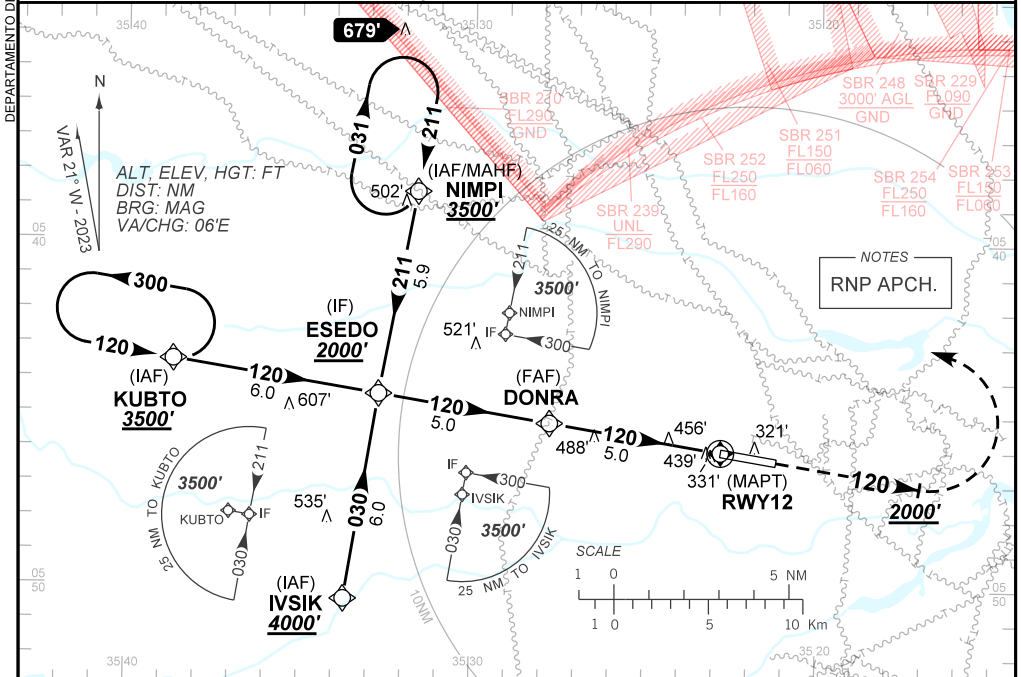 DEPARTAMENTO DE
35 40
35 30
35 20
679'
N
VAR 21° W - 2023
ALT, ELEV, HGT: FT
DIST: NM
BRG: MAG
VA/CHG: 06'E
031
211
502'
(IAF/MAHF)
NIMPI
3500'
SBR 270
FL290
GND
SBR 239
UNL
FL290
SBR 252
FL250
FL160
SBR 251
FL150
FL060
SBR 248
3000' AGL
GND
SBR 229
FL090
GND
SBR 254
FL250
FL160
SBR 253
FL150
FL060
05
40
05
40
NOTES
RNP APCH.
300
120
(IAF)
KUBTO
3500'
120
6.0
607'
(IF)
ESEDO
2000'
211
5.9
25 NM TO NIMPI
211
3500'
NIMPI
IF
300
521'
(FAF)
DONRA
120
5.0
488'
120
5.0
456'
439'
331'
321'
(MAPT)
RWY12
120
2000'
25 NM TO KUBTO
3500'
211
KUBTO
IF
030
535'
030
6.0
(IAF)
IVSIK
4000'
IF
300
IVSIK
3500'
030
25 NM TO IVSIK
10NM
SCALE
1 0 5 NM
1 0 5 10 Km
05
50
05
50
35 40
35 30
35 20